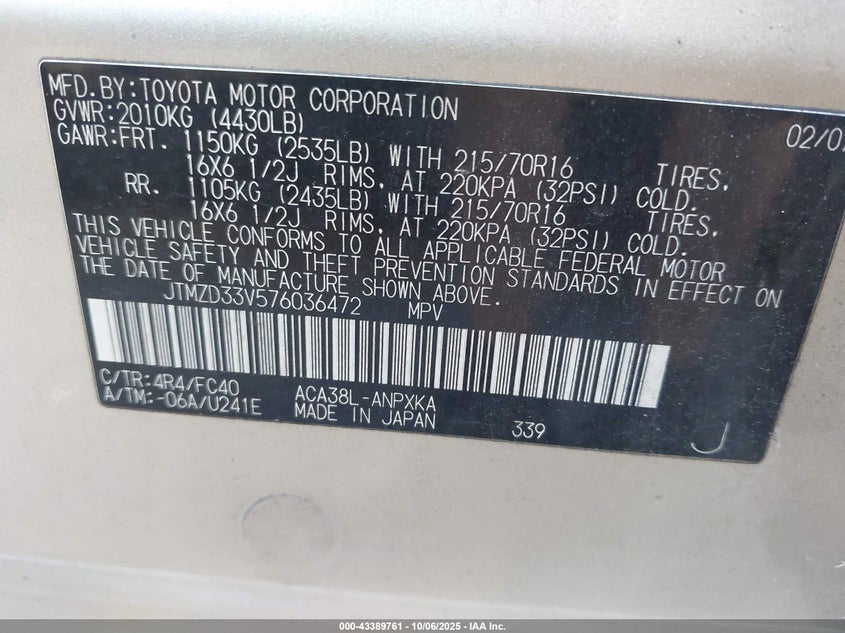 MFD. BY: TOYOTA MOTOR CORPORATION 02/07
GVWR: 2010KG (4430LB)
GAWR: FRT. 1150KG (2535LB) WITH 215/70R16 TIRES,
16X6 1/2J RIMS, AT 220KPA (32PSI) COLD.
RR. 1105KG (2435LB) WITH 215/70R16 TIRES,
16X6 1/2J RIMS, AT 220KPA (32PSI) COLD.
THIS VEHICLE CONFORMS TO ALL APPLICABLE FEDERAL MOTOR
VEHICLE SAFETY AND THEFT PREVENTION STANDARDS IN EFFECT ON
THE DATE OF MANUFACTURE SHOWN ABOVE.
JTMZD33V576036472 MPV
C/TR: 4R4/FC40 ACA38L-ANPXKA
A/TM: -06A/U241E MADE IN JAPAN 339 J
000-43389761 - 10/06/2025 - IAA Inc.